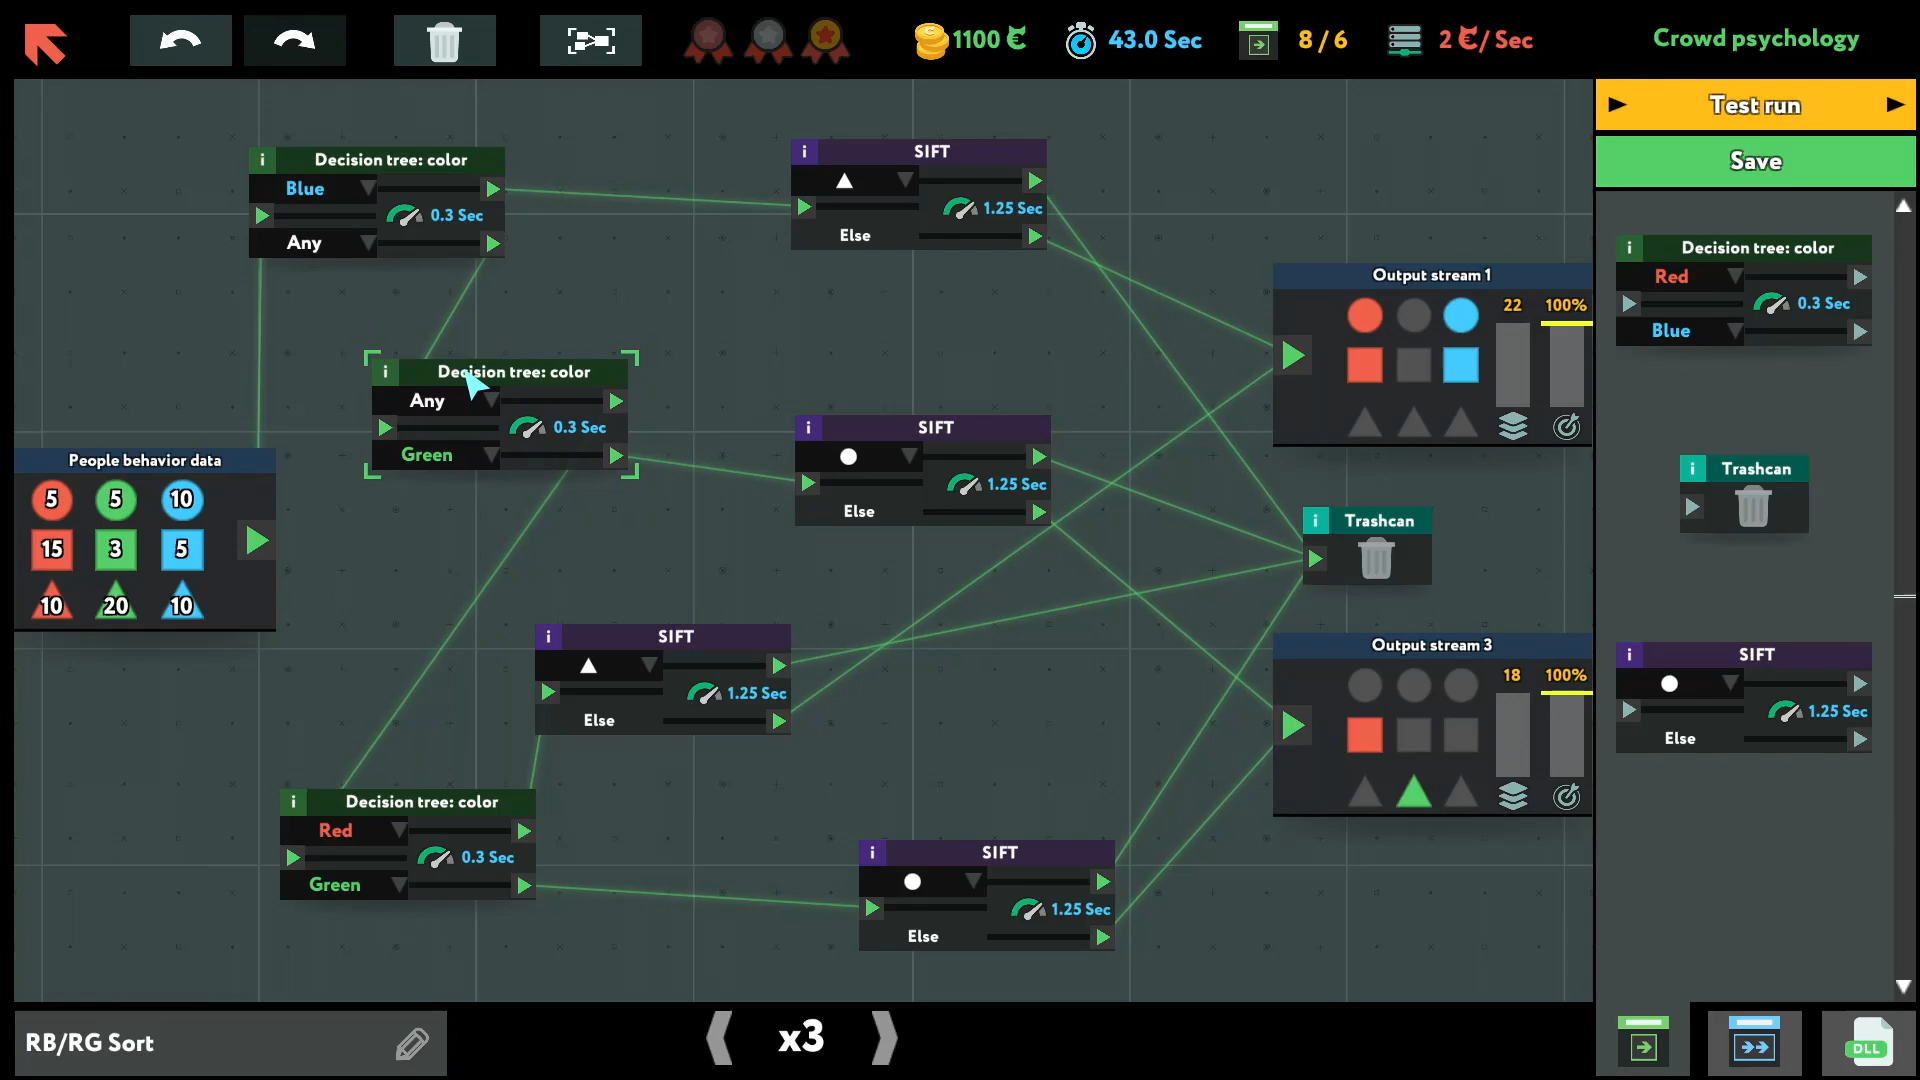 1100
43.0 Sec
8 / 6
2 / Sec
Crowd psychology
Test run
Save
i Decision tree: color
Blue
0.3 Sec
Any
i SIFT
1.25 Sec
Else
i Decision tree: color
Any
0.3 Sec
Green
i SIFT
1.25 Sec
Else
People behavior data
5 5 10
15 3 5
10 20 10
i SIFT
1.25 Sec
Else
i Decision tree: color
Red
0.3 Sec
Green
i SIFT
1.25 Sec
Else
Output stream 1
22 100%
i Trashcan
Output stream 3
18 100%
i Decision tree: color
Red
0.3 Sec
Blue
i Trashcan
i SIFT
1.25 Sec
Else
RB/RG Sort
x3
DLL